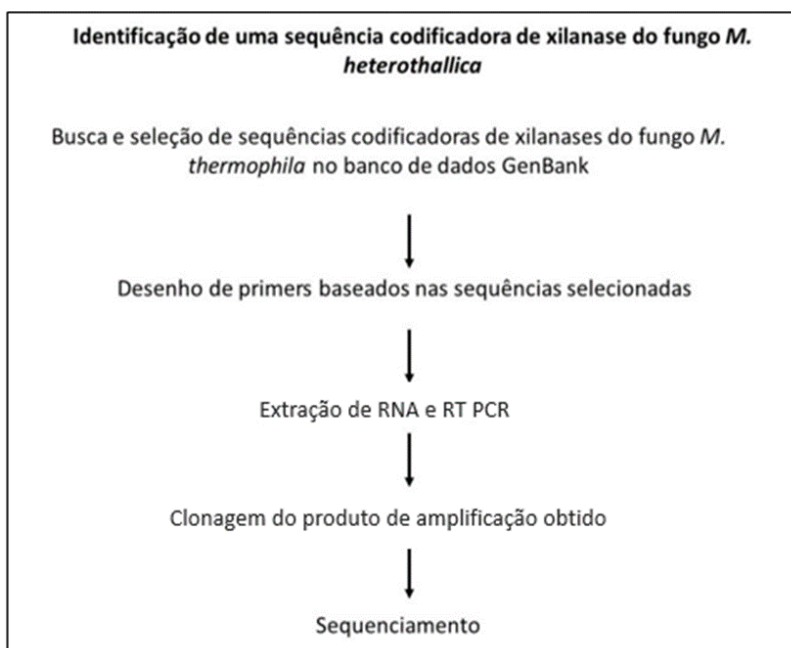 Identificação de uma sequência codificadora de xilanase do fungo M.
heterothallica
Busca e seleção de sequências codificadoras de xilanases do fungo M.
thermophila no banco de dados GenBank
Desenho de primers baseados nas sequências selecionadas
Extração de RNA e RT PCR
Clonagem do produto de amplificação obtido
Sequenciamento